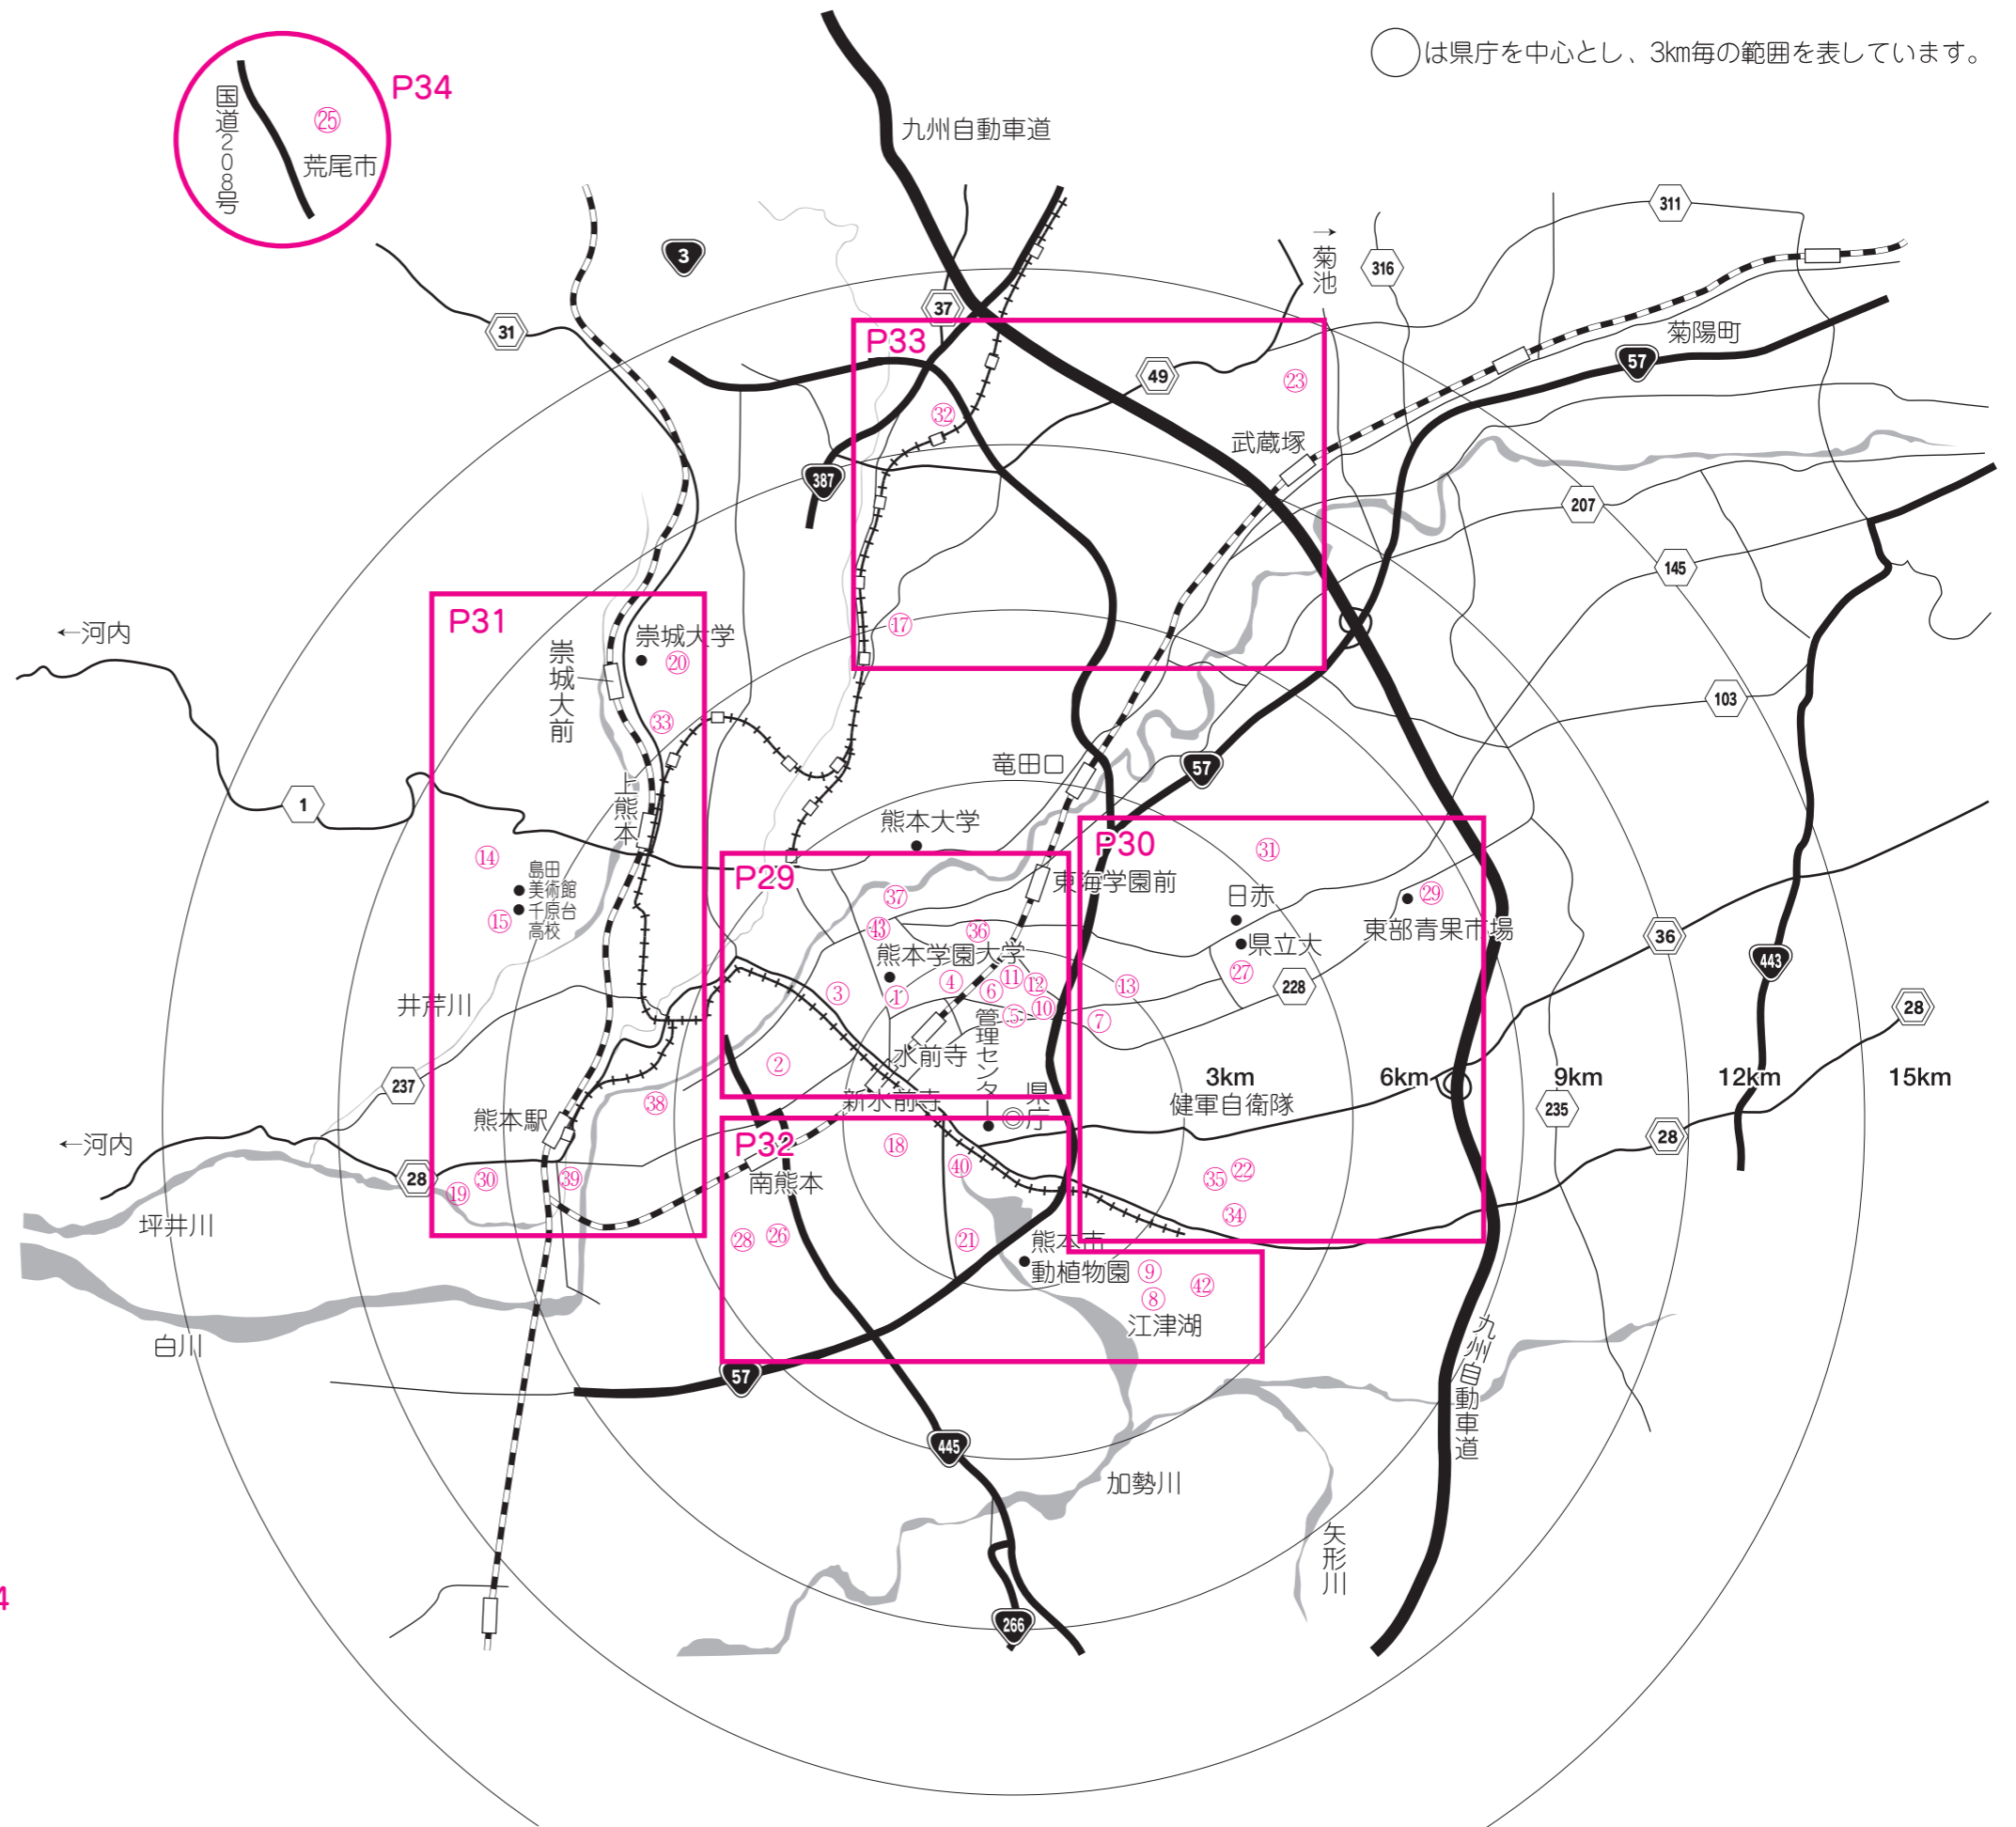 ○は県庁を中心とし、3km毎の範囲を表しています。
P34
国道208号
㉕
荒尾市
九州自動車道
3
31
37
→菊池
316
311
菊陽町
57
P33
49
㉓
㉜
387
武蔵塚
207
145
⑰
103
←河内
P31
崇城大学
⑳
崇城大前
㉝
1
上熊本
⑭
島田
美術館
千原台
高校
⑮
竜田口
57
熊本大学
P29
㊲
㊸
㊱
東海学園前
熊本学園大学
③
①
④
⑥
⑪
⑫
⑤
⑩
②
管理センター
水前寺
新水前寺
県庁
P30
㉛
日赤
㉙
東部青果市場
県立大
㉗
228
⑬
⑦
36
443
28
井芹川
237
㊳
熊本駅
←河内
28
⑲
㉚
㊴
坪井川
白川
3km
6km
9km
12km
15km
健軍自衛隊
235
28
㉟
㉒
㉞
P32
南熊本
⑱
㊵
㉘
㉖
㉑
熊本市
動植物園
⑨
⑧
㊷
江津湖
57
445
加勢川
矢形川
九州自動車道
266
4